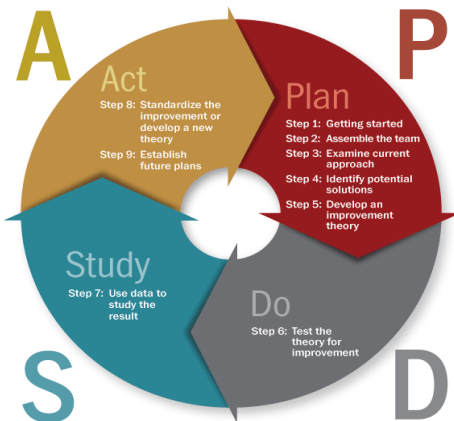 A
P
Act
Step 8: Standardize the
improvement or
develop a new
theory
Step 9: Establish
future plans
Plan
Step 1: Getting started
Step 2: Assemble the team
Step 3: Examine current
approach
Step 4: Identify potential
solutions
Step 5: Develop an
improvement
theory
Study
Step 7: Use data to
study the
result
Do
Step 6: Test the
theory for
improvement
S
D